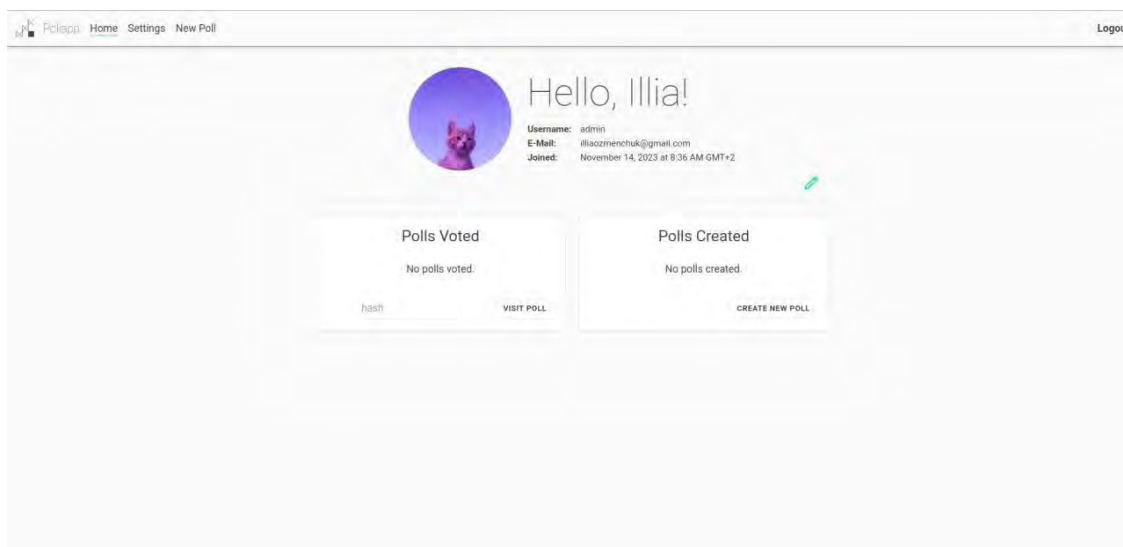 Pollapp Home Settings New Poll Logou
Hello, Illia!
Username: admin
E-Mail: illiaozmenchuk@gmail.com
Joined: November 14, 2023 at 8:36 AM GMT+2
Polls Voted
No polls voted.
hash VISIT POLL
Polls Created
No polls created.
CREATE NEW POLL